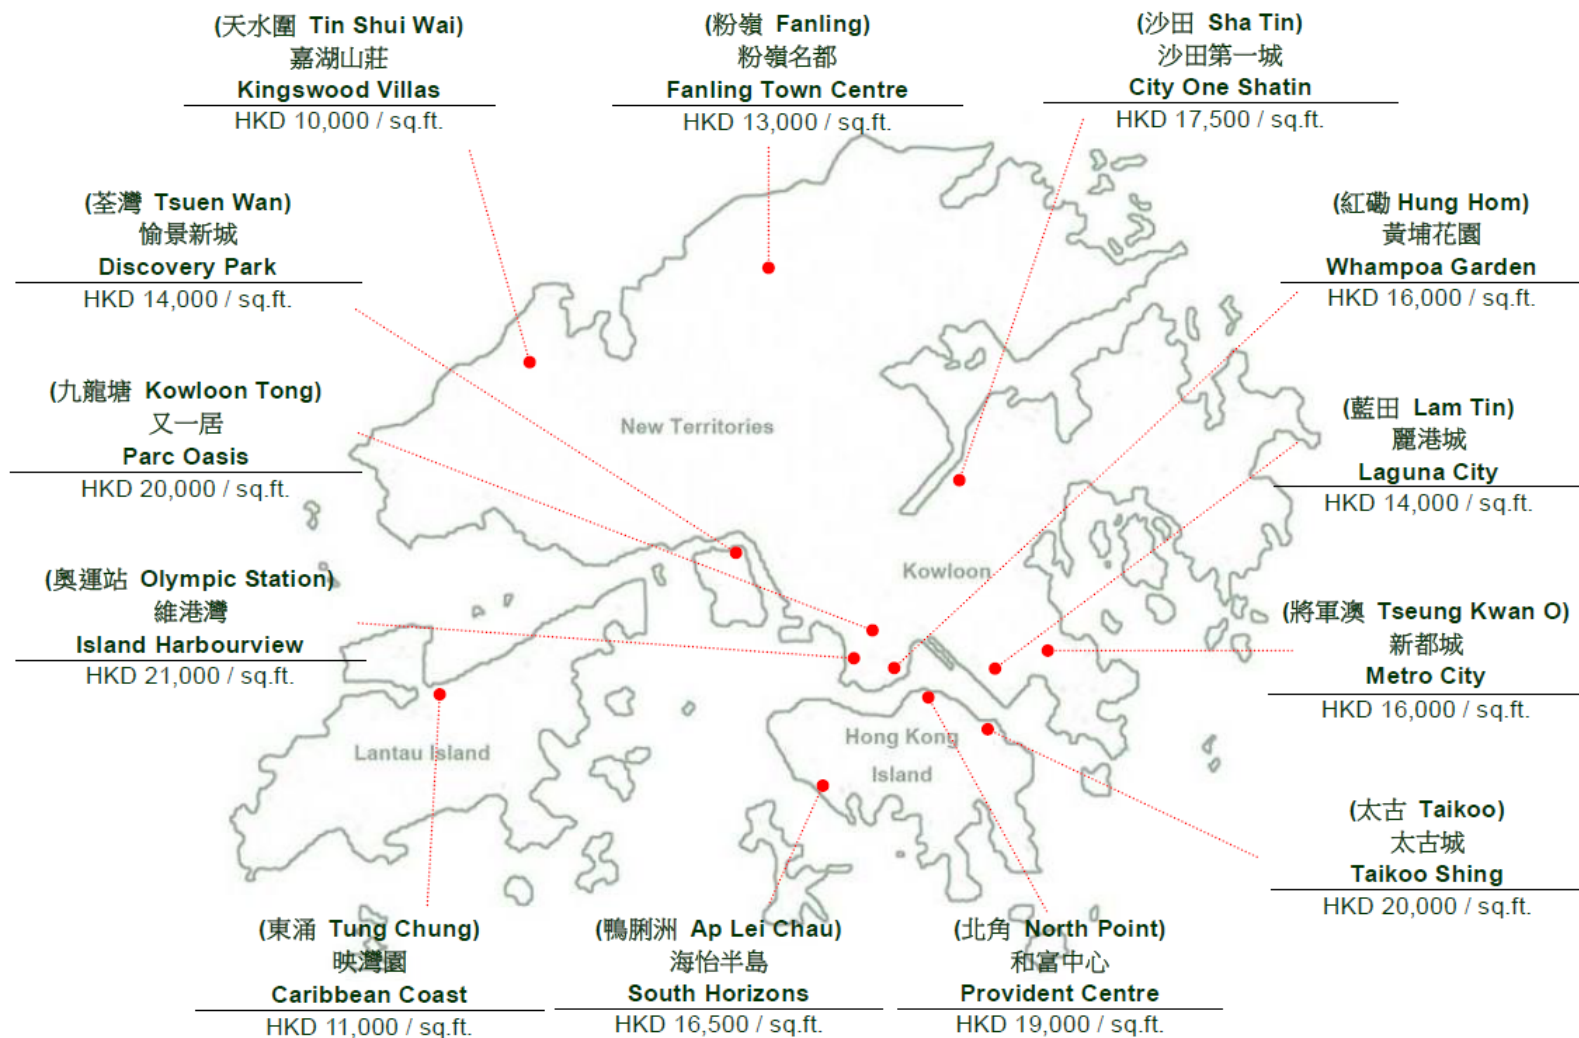 (天水圍 Tin Shui Wai)
嘉湖山莊
Kingswood Villas
HKD 10,000 / sq.ft.
(粉嶺 Fanling)
粉嶺名都
Fanling Town Centre
HKD 13,000 / sq.ft.
(沙田 Sha Tin)
沙田第一城
City One Shatin
HKD 17,500 / sq.ft.
(荃灣 Tsuen Wan)
愉景新城
Discovery Park
HKD 14,000 / sq.ft.
(紅磡 Hung Hom)
黃埔花園
Whampoa Garden
HKD 16,000 / sq.ft.
(九龍塘 Kowloon Tong)
又一居
Parc Oasis
HKD 20,000 / sq.ft.
New Territories
(藍田 Lam Tin)
麗港城
Laguna City
HKD 14,000 / sq.ft.
(奧運站 Olympic Station)
維港灣
Island Harbourview
HKD 21,000 / sq.ft.
Kowloon
(將軍澳 Tseung Kwan O)
新都城
Metro City
HKD 16,000 / sq.ft.
Lantau Island
Hong Kong
Island
(太古 Taikoo)
太古城
Taikoo Shing
HKD 20,000 / sq.ft.
(東涌 Tung Chung)
映灣園
Caribbean Coast
HKD 11,000 / sq.ft.
(鴨脷洲 Ap Lei Chau)
海怡半島
South Horizons
HKD 16,500 / sq.ft.
(北角 North Point)
和富中心
Provident Centre
HKD 19,000 / sq.ft.